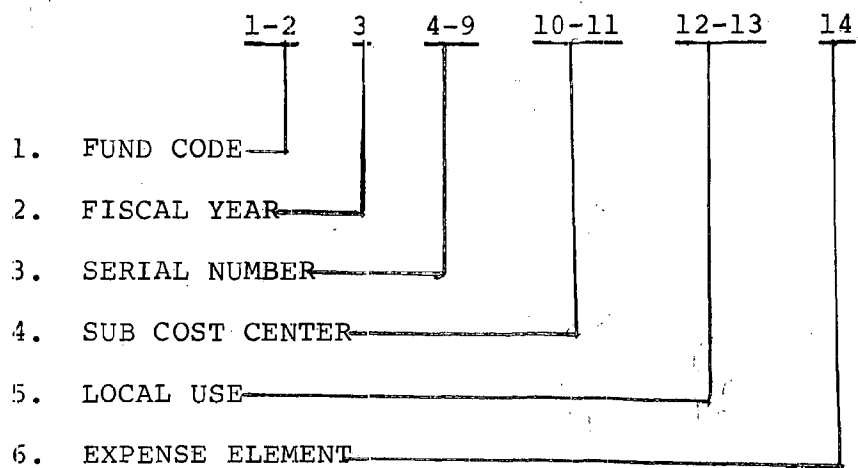 1-2 3 4-9 10-11 12-13 14
1. FUND CODE
2. FISCAL YEAR
3. SERIAL NUMBER
4. SUB COST CENTER
5. LOCAL USE
6. EXPENSE ELEMENT